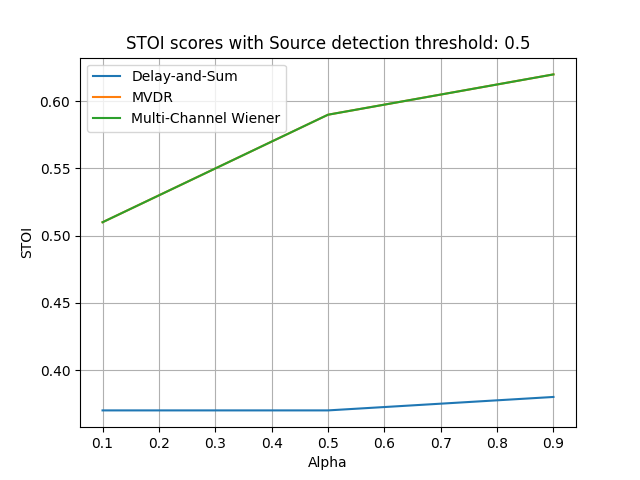 STOI scores with Source detection threshold: 0.5
Delay-and-Sum
MVDR
Multi-Channel Wiener
0.60
0.55
0.50
0.45
0.40
STOI
0.1 0.2 0.3 0.4 0.5 0.6 0.7 0.8 0.9
Alpha